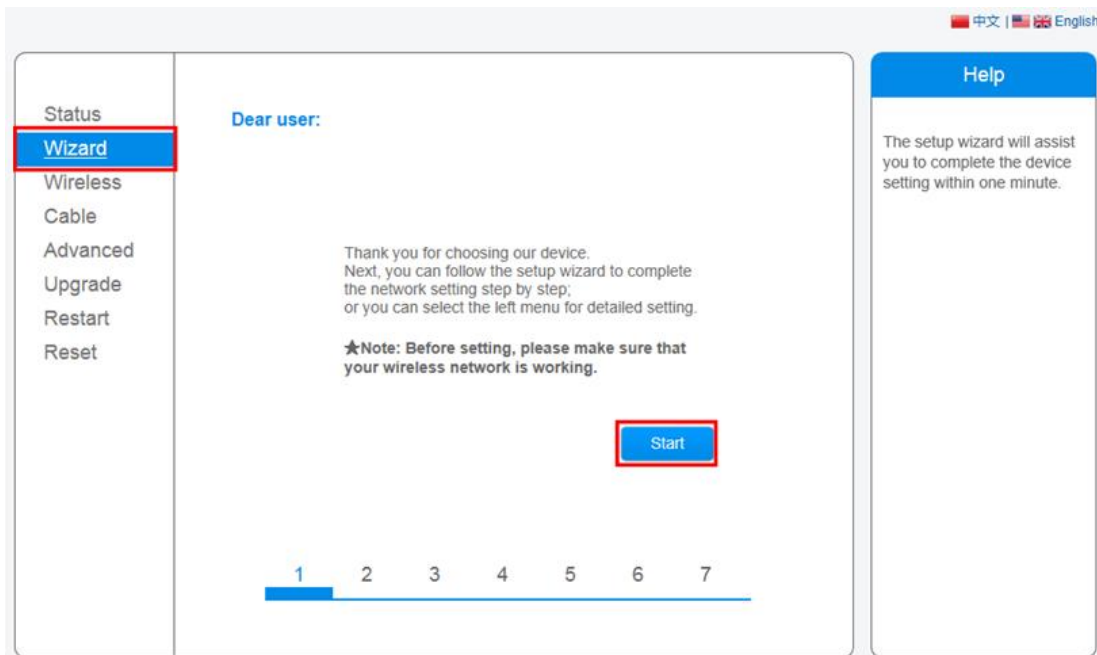 中文 | English
Help
Status
Wizard
Wireless
Cable
Advanced
Upgrade
Restart
Reset
Dear user:
Thank you for choosing our device.
Next, you can follow the setup wizard to complete
the network setting step by step;
or you can select the left menu for detailed setting.
★Note: Before setting, please make sure that
your wireless network is working.
Start
1 2 3 4 5 6 7
The setup wizard will assist
you to complete the device
setting within one minute.